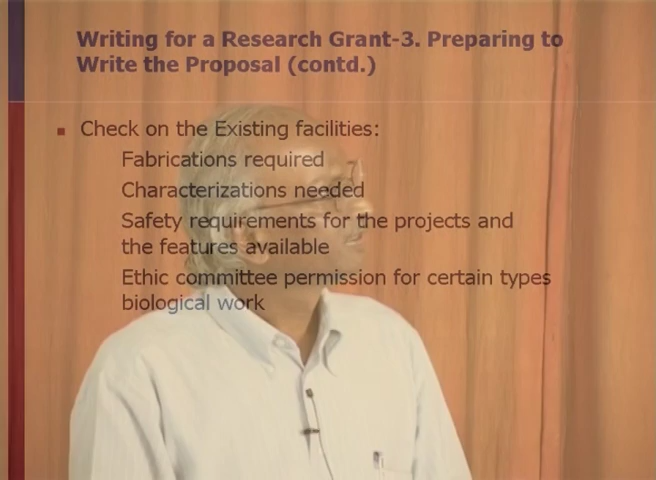 Writing for a Research Grant-3. Preparing to
Write the Proposal (contd.)
Check on the Existing facilities:
Fabrications required
Characterizations needed
Safety requirements for the projects and
the features available
Ethic committee permission for certain types
biological work